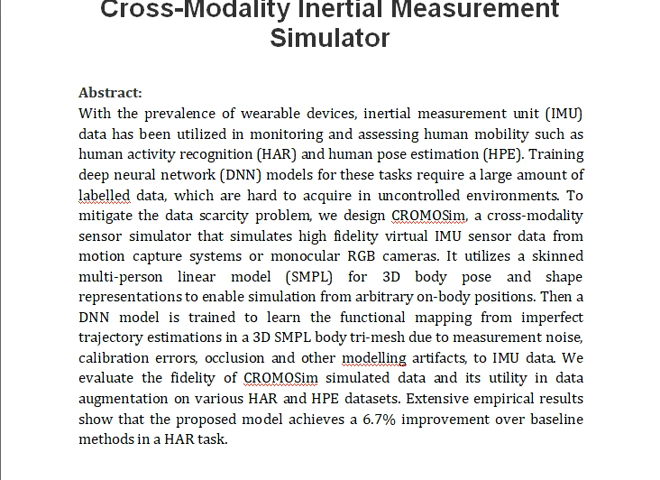 Cross-Modality Inertial Measurement
Simulator
Abstract:
With the prevalence of wearable devices, inertial measurement unit (IMU)
data has been utilized in monitoring and assessing human mobility such as
human activity recognition (HAR) and human pose estimation (HPE). Training
deep neural network (DNN) models for these tasks require a large amount of
labelled data, which are hard to acquire in uncontrolled environments. To
mitigate the data scarcity problem, we design CROMOSim, a cross-modality
sensor simulator that simulates high fidelity virtual IMU sensor data from
motion capture systems or monocular RGB cameras. It utilizes a skinned
multi-person linear model (SMPL) for 3D body pose and shape
representations to enable simulation from arbitrary on-body positions. Then a
DNN model is trained to learn the functional mapping from imperfect
trajectory estimations in a 3D SMPL body tri-mesh due to measurement noise,
calibration errors, occlusion and other modelling artifacts, to IMU data. We
evaluate the fidelity of CROMOSim simulated data and its utility in data
augmentation on various HAR and HPE datasets. Extensive empirical results
show that the proposed model achieves a 6.7% improvement over baseline
methods in a HAR task.